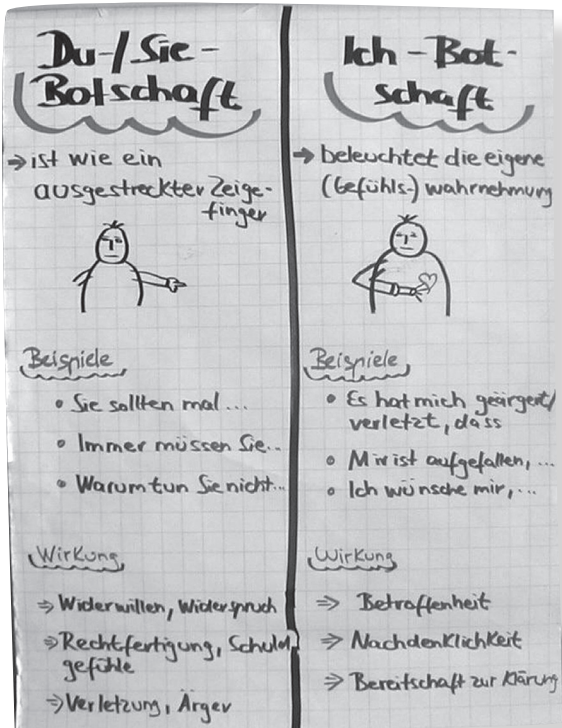 Du-/Sie-
Botschaft
→ ist wie ein
ausgestreckter Zeige-
finger
Beispiele
• Sie sollten mal...
• Immer müssen Sie...
• Warum tun Sie nicht...
Wirkung
⇒ Widerwillen, Widerspruch
⇒ Rechtfertigung, Schuld
gefühle
⇒ Verletzung, Ärger
Ich-Bot-
schaft
→ beleuchtet die eigene
(Gefühls-) wahrnehmung
Beispiele
• Es hat mich geärgert/
verletzt, dass
• Mir ist aufgefallen, ...
• Ich wünsche mir, ...
Wirkung
⇒ Betroffenheit
⇒ Nachdenklichkeit
⇒ Bereitschaft zur Klärung